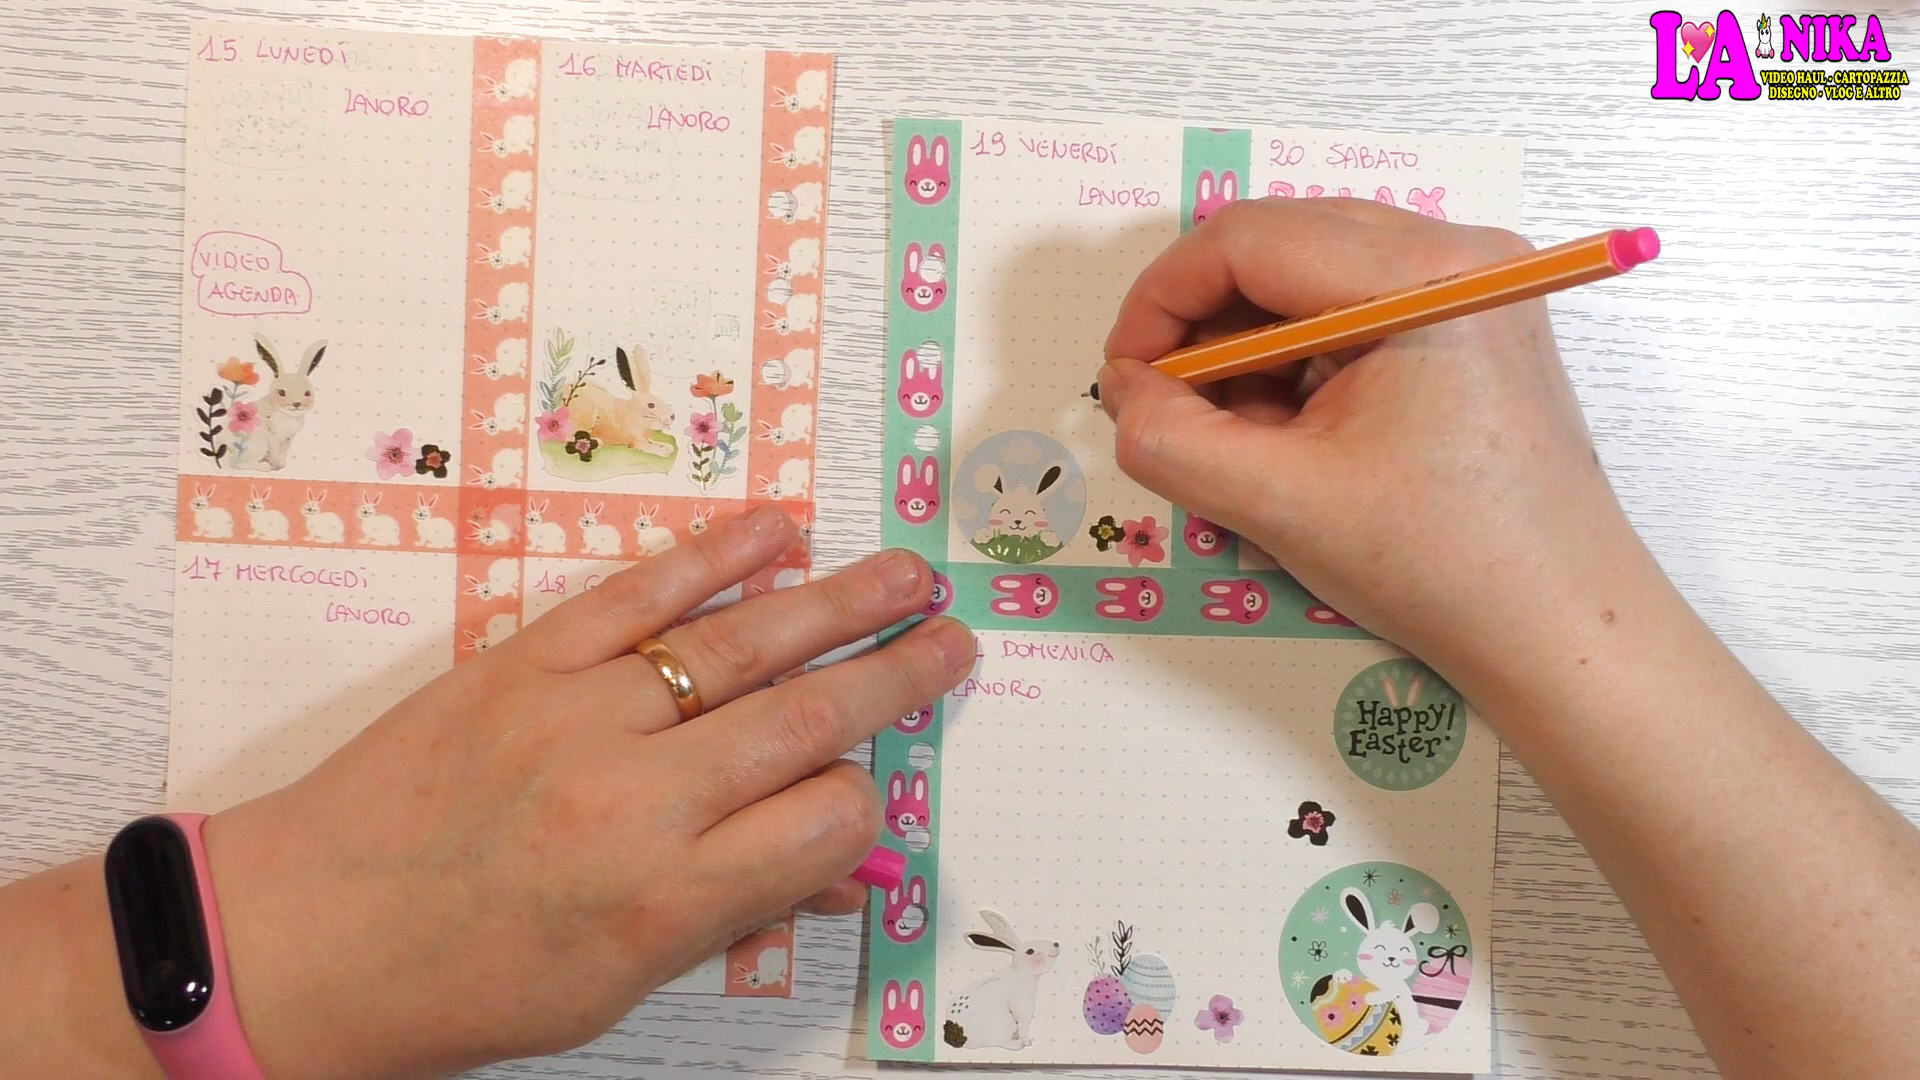 15 LUNEDÌ
LAVORO
VIDEO
AGENDA
16 MARTEDÌ
LAVORO
17 MERCOLEDÌ
LAVORO
18 G
19 VENERDÌ
LAVORO
20 SABATO
DOMENICA
LAVORO
Happy!
Easter
LA NIKA
VIDEO HAUL - CARTOPAZZIA
DISEGNO - VLOG E ALTRO